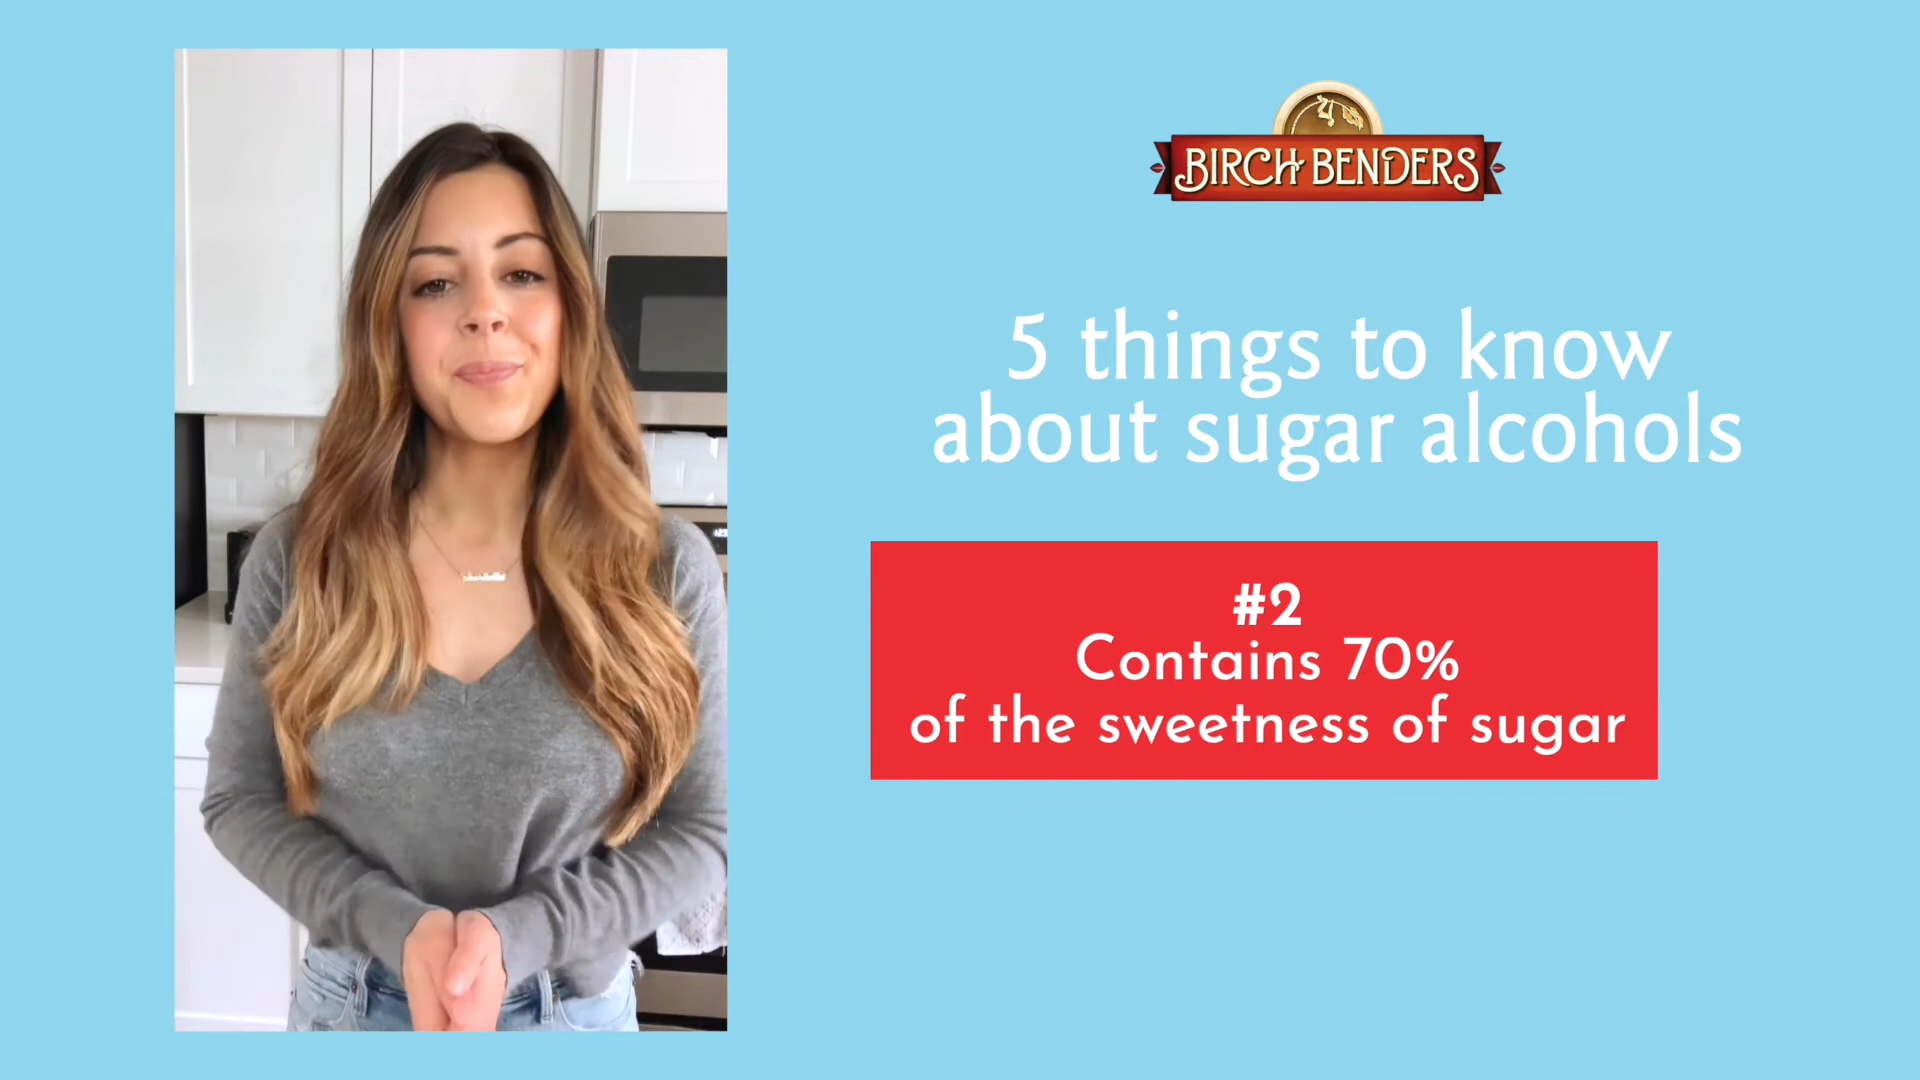 BIRCH BENDERS
5 things to know
about sugar alcohols
#2
Contains 70%
of the sweetness of sugar